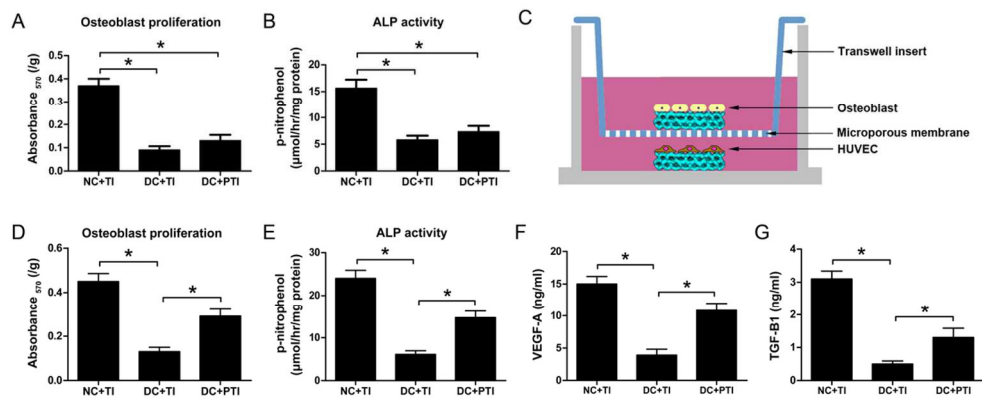 A
Osteoblast proliferation
Absorbance 570 (/g)
0.5
0.4
0.3
0.2
0.1
0.0
*
*
NC+TI
DC+TI
DC+PTI
B
ALP activity
p-nitrophenol
(μmol/hr/mg protein)
20
15
10
5
0
*
*
NC+TI
DC+TI
DC+PTI
C
Transwell insert
Osteoblast
Microporous membrane
HUVEC
D
Osteoblast proliferation
Absorbance 570 (/g)
0.6
0.4
0.2
0.0
*
*
NC+TI
DC+TI
DC+PTI
E
ALP activity
p-nitrophenol
(μmol/hr/mg protein)
40
30
20
10
0
*
*
NC+TI
DC+TI
DC+PTI
F
VEGF-A (ng/ml)
20
15
10
5
0
*
*
NC+TI
DC+TI
DC+PTI
G
TGF-B1 (ng/ml)
4
3
2
1
0
*
*
NC+TI
DC+TI
DC+PTI